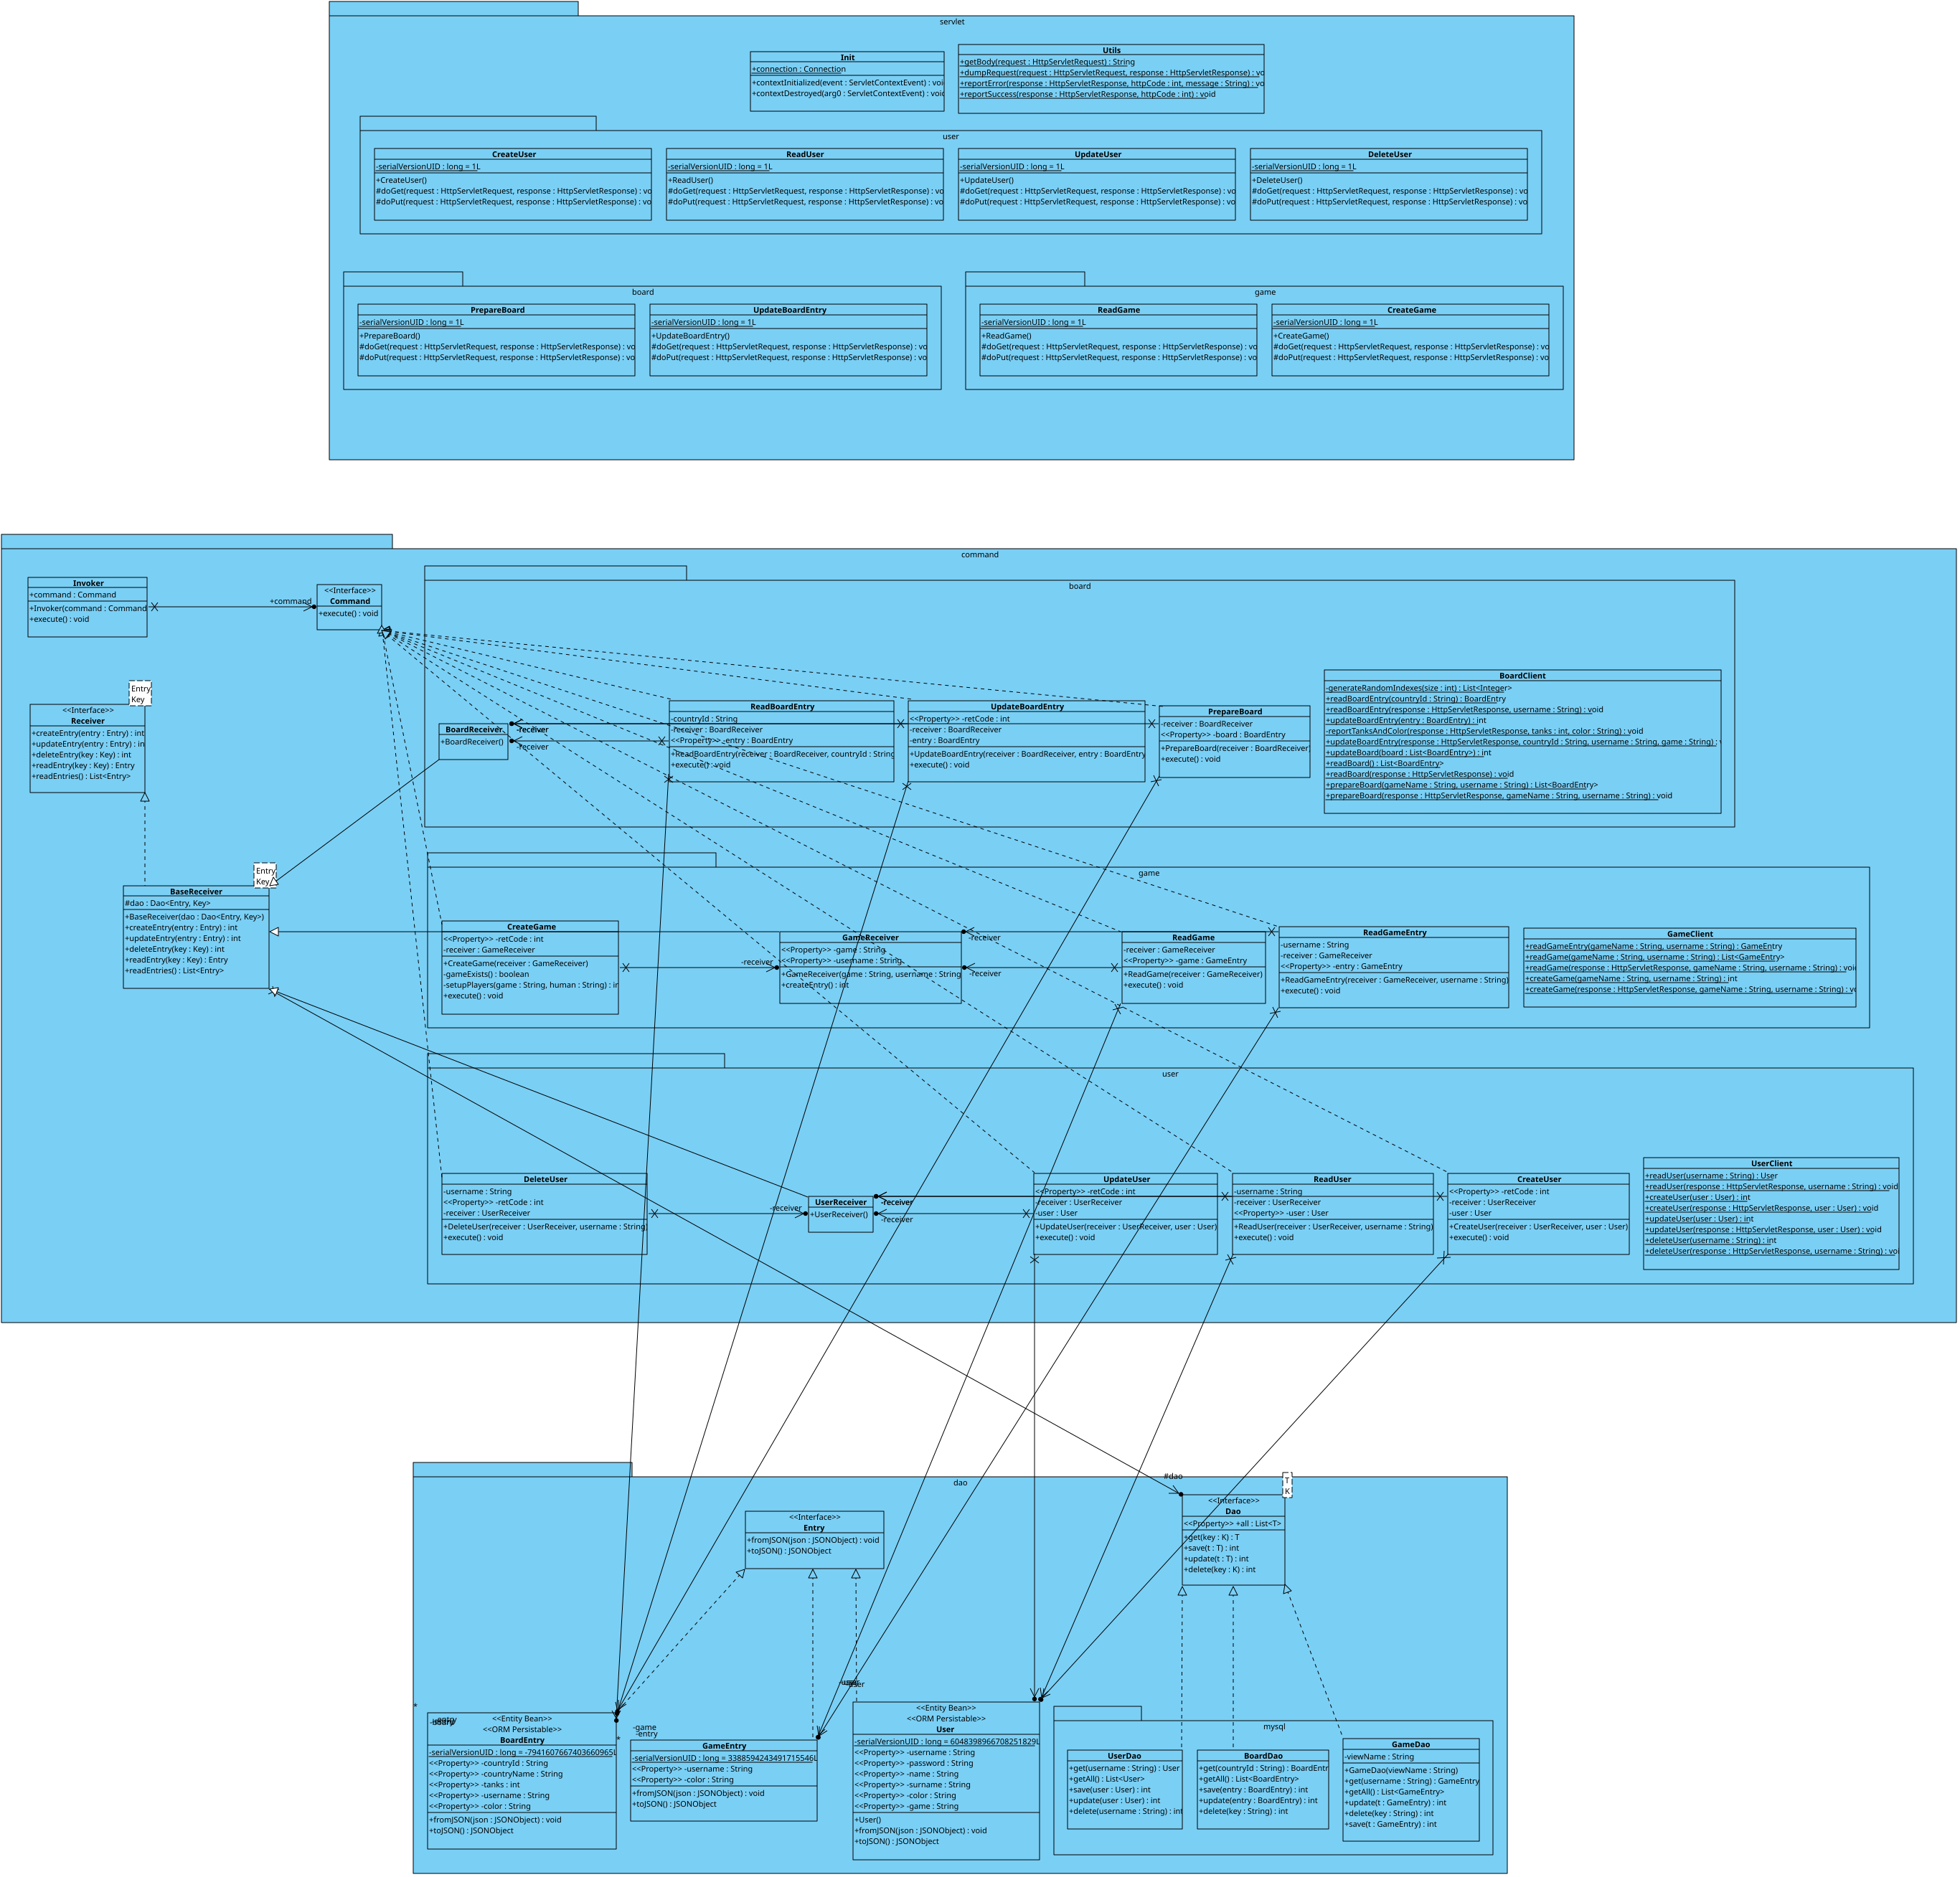 servlet
Init
+connection : Connection
+contextInitialized(event : ServletContextEvent) : voi
+contextDestroyed(arg0 : ServletContextEvent) : void
Utils
+getBody(request : HttpServletRequest) : String
+dumpRequest(request : HttpServletRequest, response : HttpServletResponse) : vo
+reportError(response : HttpServletResponse, httpCode : int, message : String) : vo
+reportSuccess(response : HttpServletResponse, httpCode : int) : void
user
CreateUser
-serialVersionUID : long = 1L
+CreateUser()
#doGet(request : HttpServletRequest, response : HttpServletResponse) : vo
#doPut(request : HttpServletRequest, response : HttpServletResponse) : vo
ReadUser
-serialVersionUID : long = 1L
+ReadUser()
#doGet(request : HttpServletRequest, response : HttpServletResponse) : vo
#doPut(request : HttpServletRequest, response : HttpServletResponse) : vo
UpdateUser
-serialVersionUID : long = 1L
+UpdateUser()
#doGet(request : HttpServletRequest, response : HttpServletResponse) : vo
#doPut(request : HttpServletRequest, response : HttpServletResponse) : vo
DeleteUser
-serialVersionUID : long = 1L
+DeleteUser()
#doGet(request : HttpServletRequest, response : HttpServletResponse) : vo
#doPut(request : HttpServletRequest, response : HttpServletResponse) : vo
board
PrepareBoard
-serialVersionUID : long = 1L
+PrepareBoard()
#doGet(request : HttpServletRequest, response : HttpServletResponse) : vo
#doPut(request : HttpServletRequest, response : HttpServletResponse) : vo
UpdateBoardEntry
-serialVersionUID : long = 1L
+UpdateBoardEntry()
#doGet(request : HttpServletRequest, response : HttpServletResponse) : vo
#doPut(request : HttpServletRequest, response : HttpServletResponse) : vo
game
ReadGame
-serialVersionUID : long = 1L
+ReadGame()
#doGet(request : HttpServletRequest, response : HttpServletResponse) : vo
#doPut(request : HttpServletRequest, response : HttpServletResponse) : vo
CreateGame
-serialVersionUID : long = 1L
+CreateGame()
#doGet(request : HttpServletRequest, response : HttpServletResponse) : vo
#doPut(request : HttpServletRequest, response : HttpServletResponse) : vo
command
Invoker
+command : Command
+Invoker(command : Command
+execute() : void
+command
<<Interface>>
Command
+execute() : void
Entry
Key
<<Interface>>
Receiver
+createEntry(entry : Entry) : int
+updateEntry(entry : Entry) : in
+deleteEntry(key : Key) : int
+readEntry(key : Key) : Entry
+readEntries() : List<Entry>
Entry
Key
BaseReceiver
#dao : Dao<Entry, Key>
+BaseReceiver(dao : Dao<Entry, Key>)
+createEntry(entry : Entry) : int
+updateEntry(entry : Entry) : int
+deleteEntry(key : Key) : int
+readEntry(key : Key) : Entry
+readEntries() : List<Entry>
board
BoardReceiver
+BoardReceiver()
-receiver
-receiver
ReadBoardEntry
-countryId : String
-receiver : BoardReceiver
<<Property>> -entry : BoardEntry
+ReadBoardEntry(receiver : BoardReceiver, countryId : String
+execute() : void
UpdateBoardEntry
<<Property>> -retCode : int
-receiver : BoardReceiver
-entry : BoardEntry
+UpdateBoardEntry(receiver : BoardReceiver, entry : BoardEntry
+execute() : void
PrepareBoard
-receiver : BoardReceiver
<<Property>> -board : BoardEntry
+PrepareBoard(receiver : BoardReceiver)
+execute() : void
BoardClient
-generateRandomIndexes(size : int) : List<Integer>
+readBoardEntry(countryId : String) : BoardEntry
+readBoardEntry(response : HttpServletResponse, username : String) : void
+updateBoardEntry(entry : BoardEntry) : int
-reportTanksAndColor(response : HttpServletResponse, tanks : int, color : String) : void
+updateBoardEntry(response : HttpServletResponse, countryId : String, username : String, game : String) : v
+updateBoard(board : List<BoardEntry>) : int
+readBoard() : List<BoardEntry>
+readBoard(response : HttpServletResponse) : void
+prepareBoard(gameName : String, username : String) : List<BoardEntry>
+prepareBoard(response : HttpServletResponse, gameName : String, username : String) : void
game
CreateGame
<<Property>> -retCode : int
-receiver : GameReceiver
+CreateGame(receiver : GameReceiver)
-gameExists() : boolean
-setupPlayers(game : String, human : String) : in
+execute() : void
-receiver
GameReceiver
<<Property>> -game : String
<<Property>> -username : String
+GameReceiver(game : String, username : String
+createEntry() : int
-receiver
-receiver
ReadGame
-receiver : GameReceiver
<<Property>> -game : GameEntry
+ReadGame(receiver : GameReceiver)
+execute() : void
ReadGameEntry
-username : String
-receiver : GameReceiver
<<Property>> -entry : GameEntry
+ReadGameEntry(receiver : GameReceiver, username : String)
+execute() : void
GameClient
+readGameEntry(gameName : String, username : String) : GameEntry
+readGame(gameName : String, username : String) : List<GameEntry>
+readGame(response : HttpServletResponse, gameName : String, username : String) : void
+createGame(gameName : String, username : String) : int
+createGame(response : HttpServletResponse, gameName : String, username : String) : vo
user
DeleteUser
-username : String
<<Property>> -retCode : int
-receiver : UserReceiver
+DeleteUser(receiver : UserReceiver, username : String)
+execute() : void
-receiver
UserReceiver
+UserReceiver()
-receiver
-receiver
UpdateUser
<<Property>> -retCode : int
-receiver : UserReceiver
-user : User
+UpdateUser(receiver : UserReceiver, user : User)
+execute() : void
ReadUser
-username : String
-receiver : UserReceiver
<<Property>> -user : User
+ReadUser(receiver : UserReceiver, username : String)
+execute() : void
CreateUser
<<Property>> -retCode : int
-receiver : UserReceiver
-user : User
+CreateUser(receiver : UserReceiver, user : User)
+execute() : void
UserClient
+readUser(username : String) : User
+readUser(response : HttpServletResponse, username : String) : void
+createUser(user : User) : int
+createUser(response : HttpServletResponse, user : User) : void
+updateUser(user : User) : int
+updateUser(response : HttpServletResponse, user : User) : void
+deleteUser(username : String) : int
+deleteUser(response : HttpServletResponse, username : String) : voi
dao
#dao
T
K
<<Interface>>
Dao
<<Property>> +all : List<T>
+get(key : K) : T
+save(t : T) : int
+update(t : T) : int
+delete(key : K) : int
<<Interface>>
Entry
+fromJSON(json : JSONObject) : void
+toJSON() : JSONObject
*
-entry
<<Entity Bean>>
<<ORM Persistable>>
BoardEntry
-serialVersionUID : long = -7941607667403660965L
<<Property>> -countryId : String
<<Property>> -countryName : String
<<Property>> -tanks : int
<<Property>> -username : String
<<Property>> -color : String
+fromJSON(json : JSONObject) : void
+toJSON() : JSONObject
*
-game
-entry
GameEntry
-serialVersionUID : long = 3388594243491715546L
<<Property>> -username : String
<<Property>> -color : String
+fromJSON(json : JSONObject) : void
+toJSON() : JSONObject
<<Entity Bean>>
<<ORM Persistable>>
User
-serialVersionUID : long = 6048398966708251829L
<<Property>> -username : String
<<Property>> -password : String
<<Property>> -name : String
<<Property>> -surname : String
<<Property>> -color : String
<<Property>> -game : String
+User()
+fromJSON(json : JSONObject) : void
+toJSON() : JSONObject
mysql
UserDao
+get(username : String) : User
+getAll() : List<User>
+save(user : User) : int
+update(user : User) : int
+delete(username : String) : int
BoardDao
+get(countryId : String) : BoardEntr
+getAll() : List<BoardEntry>
+save(entry : BoardEntry) : int
+update(entry : BoardEntry) : int
+delete(key : String) : int
GameDao
-viewName : String
+GameDao(viewName : String)
+get(username : String) : GameEntry
+getAll() : List<GameEntry>
+update(t : GameEntry) : int
+delete(key : String) : int
+save(t : GameEntry) : int